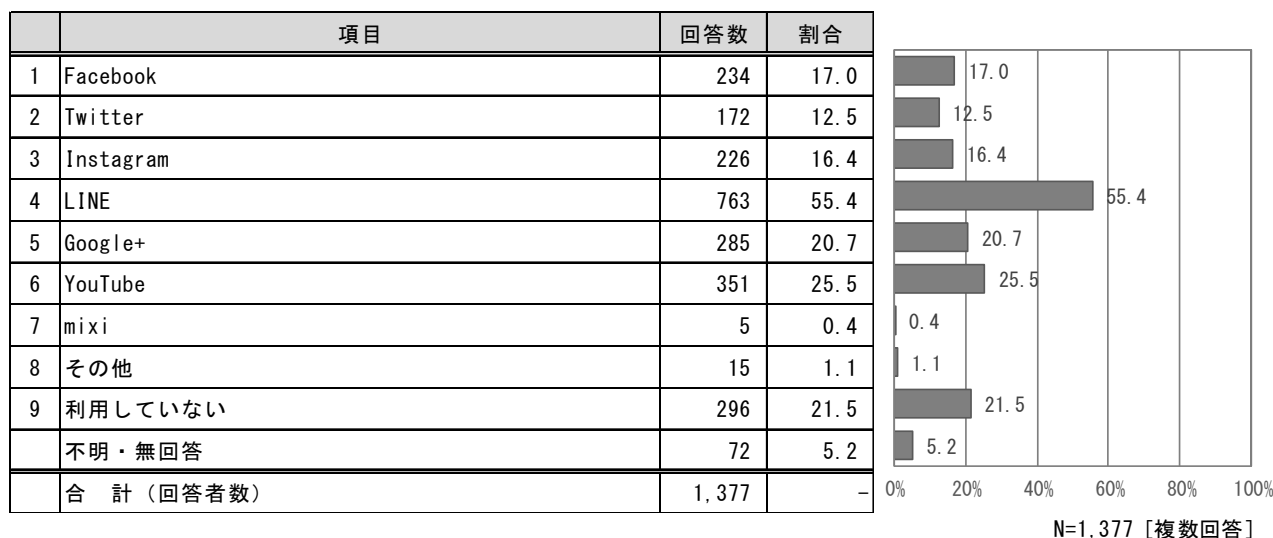 項目 回答数 割合
1 Facebook 234 17.0
2 Twitter 172 12.5
3 Instagram 226 16.4
4 LINE 763 55.4
5 Google+ 285 20.7
6 YouTube 351 25.5
7 mixi 5 0.4
8 その他 15 1.1
9 利用していない 296 21.5
不明・無回答 72 5.2
合　計（回答者数） 1,377 －
17.0
12.5
16.4
55.4
20.7
25.5
0.4
1.1
21.5
5.2
0% 20% 40% 60% 80% 100%
N=1,377［複数回答］